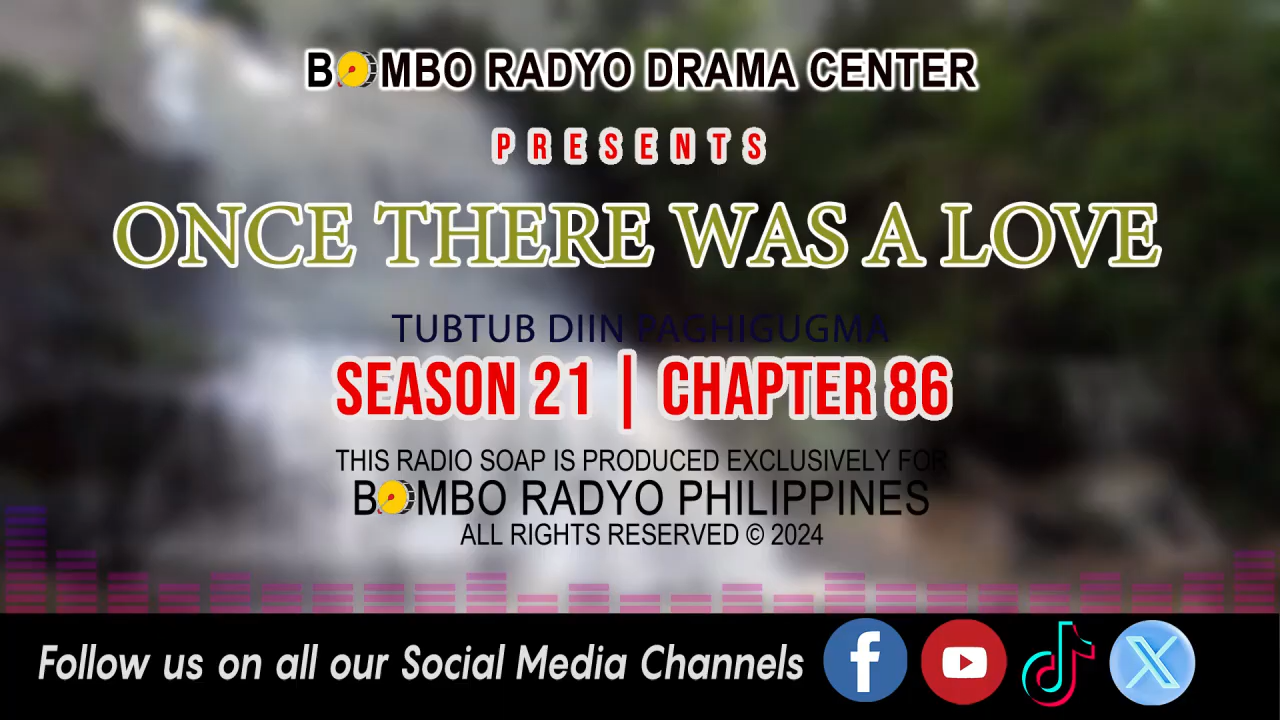 BOMBO RADYO DRAMA CENTER
PRESENTS
ONCE THERE WAS A LOVE
TUBTUB DIIN PAGHIGUGMA
SEASON 21 | CHAPTER 86
THIS RADIO SOAP IS PRODUCED EXCLUSIVELY FOR
BOMBO RADYO PHILIPPINES
ALL RIGHTS RESERVED © 2024
Follow us on all our Social Media Channels